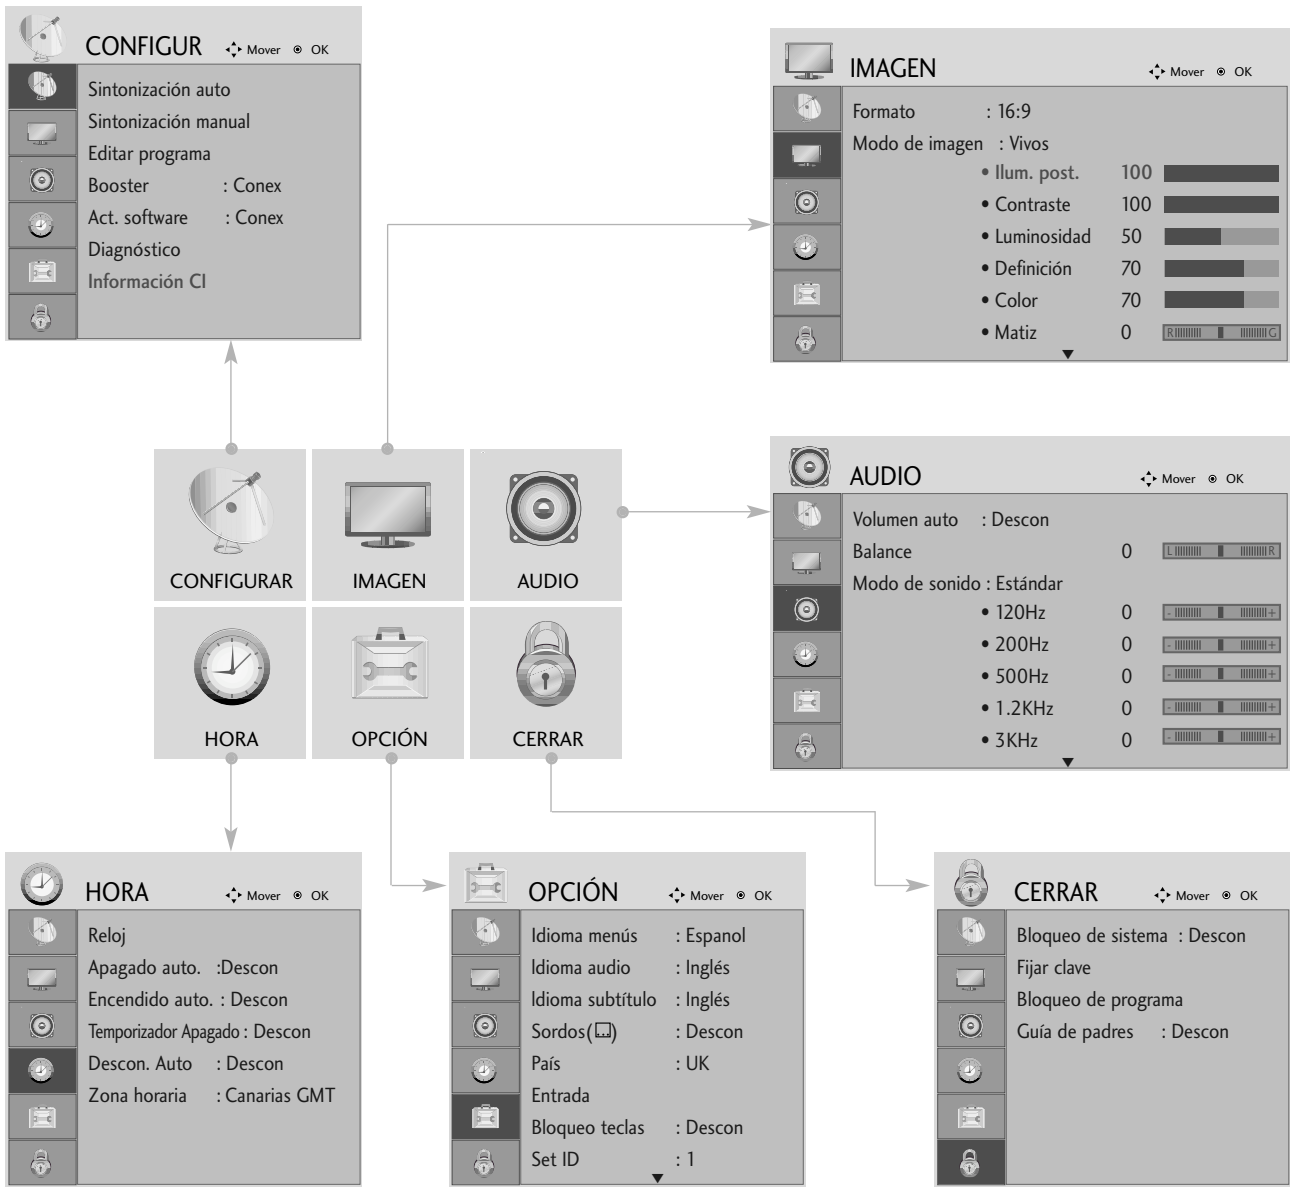 CONFIGUR Mover OK
Sintonización auto
Sintonización manual
Editar programa
Booster : Conex
Act. software : Conex
Diagnóstico
Información CI
IMAGEN Mover OK
Formato : 16:9
Modo de imagen : Vivos
• Ilum. post. 100
• Contraste 100
• Luminosidad 50
• Definición 70
• Color 70
• Matiz 0 R G
CONFIGURAR
IMAGEN
AUDIO
HORA
OPCIÓN
CERRAR
AUDIO Mover OK
Volumen auto : Descon
Balance 0 L R
Modo de sonido : Estándar
• 120Hz 0 - +
• 200Hz 0 - +
• 500Hz 0 - +
• 1.2KHz 0 - +
• 3KHz 0 - +
HORA Mover OK
Reloj
Apagado auto. :Descon
Encendido auto. : Descon
Temporizador Apagado : Descon
Descon. Auto : Descon
Zona horaria : Canarias GMT
OPCIÓN Mover OK
Idioma menús : Espanol
Idioma audio : Inglés
Idioma subtítulo : Inglés
Sordos( ) : Descon
País : UK
Entrada
Bloqueo teclas : Descon
Set ID : 1
CERRAR Mover OK
Bloqueo de sistema : Descon
Fijar clave
Bloqueo de programa
Guía de padres : Descon